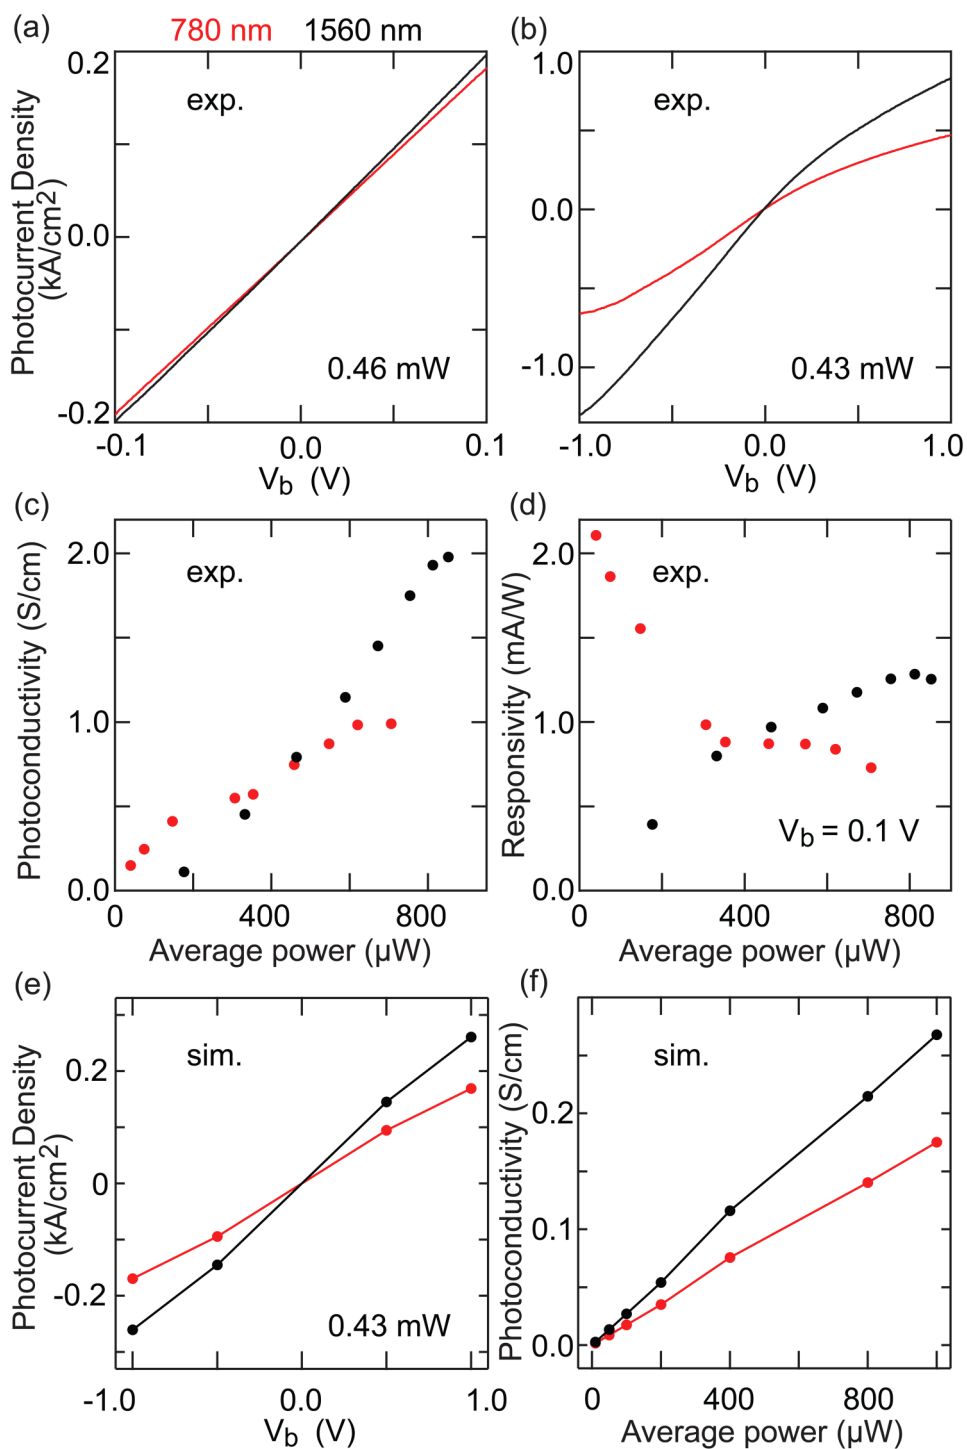 (a) 780 nm 1560 nm (b)
Photocurrent Density
(kA/cm2)
0.2
0.0
-0.2
exp.
0.46 mW
-0.1 0.0 0.1
Vb (V)
1.0
0.0
-1.0
exp.
0.43 mW
-1.0 0.0 1.0
Vb (V)
(c)
Photoconductivity (S/cm)
2.0
1.0
0.0
exp.
0 400 800
Average power (µW)
(d)
Responsivity (mA/W)
2.0
1.0
0.0
exp.
Vb = 0.1 V
0 400 800
Average power (µW)
(e)
Photocurrent Density
(kA/cm2)
0.2
0
-0.2
sim.
0.43 mW
-1.0 0.0 1.0
Vb (V)
(f)
Photoconductivity (S/cm)
0.2
0.1
0.0
sim.
0 400 800
Average power (µW)